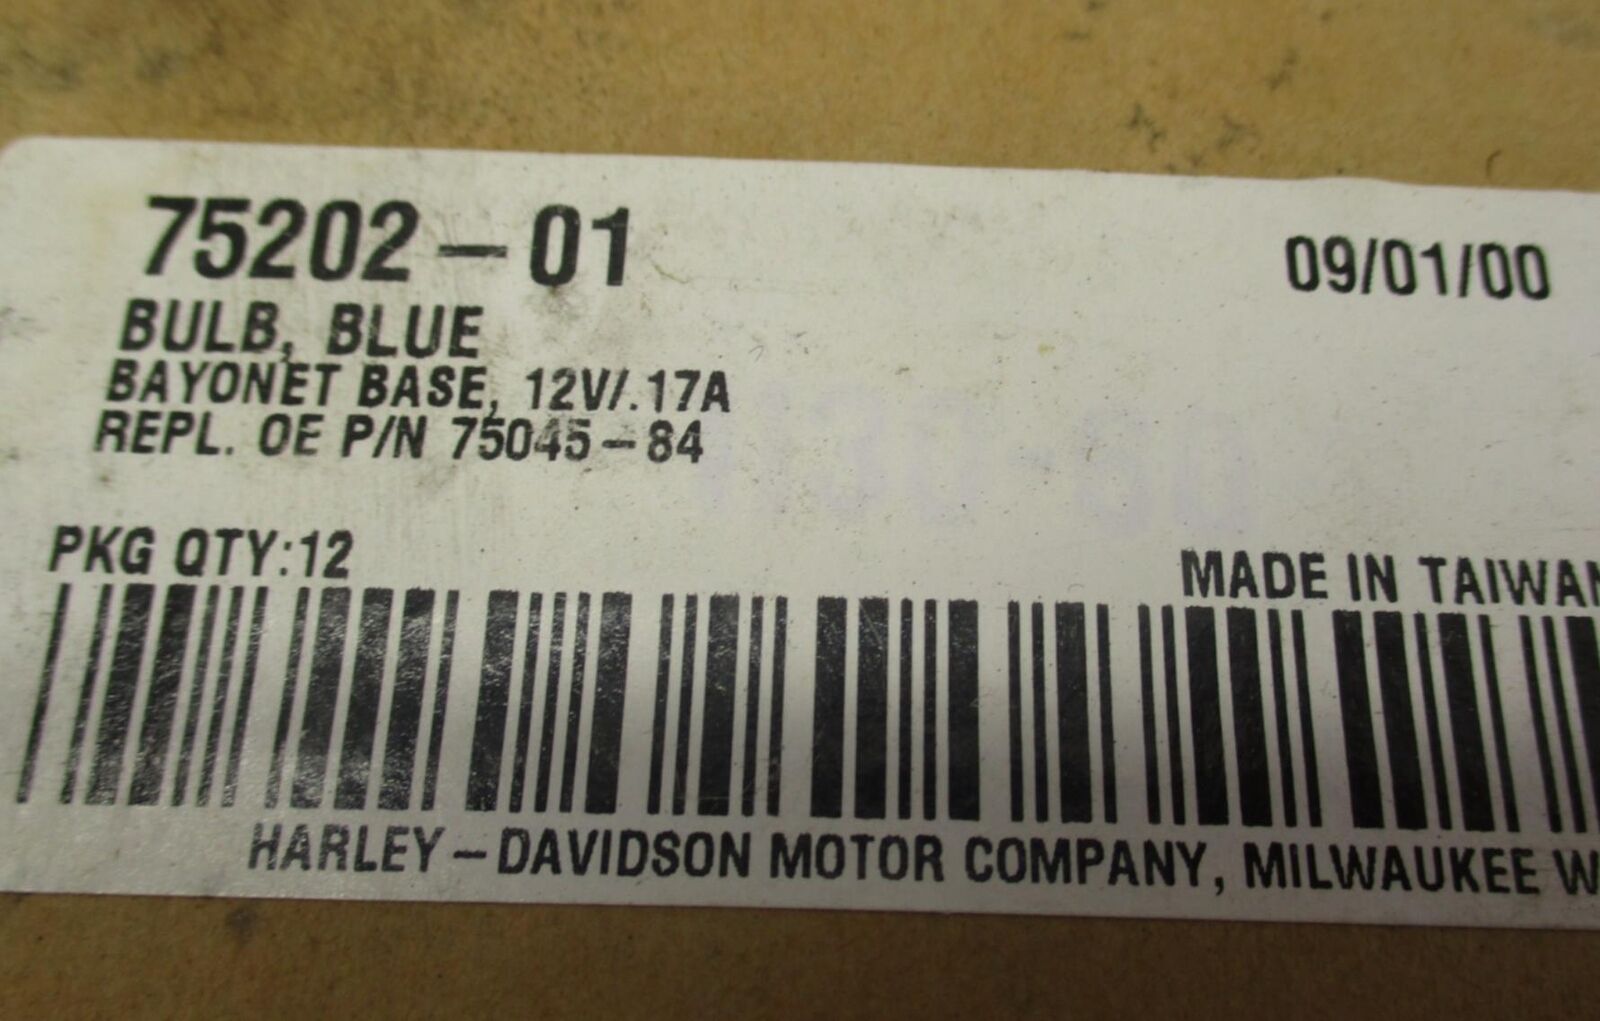 75202-01
09/01/00
BULB, BLUE
BAYONET BASE, 12V/.17A
REPL. OE P/N 75045-84
PKG QTY:12
MADE IN TAIWAN
HARLEY-DAVIDSON MOTOR COMPANY, MILWAUKEE W